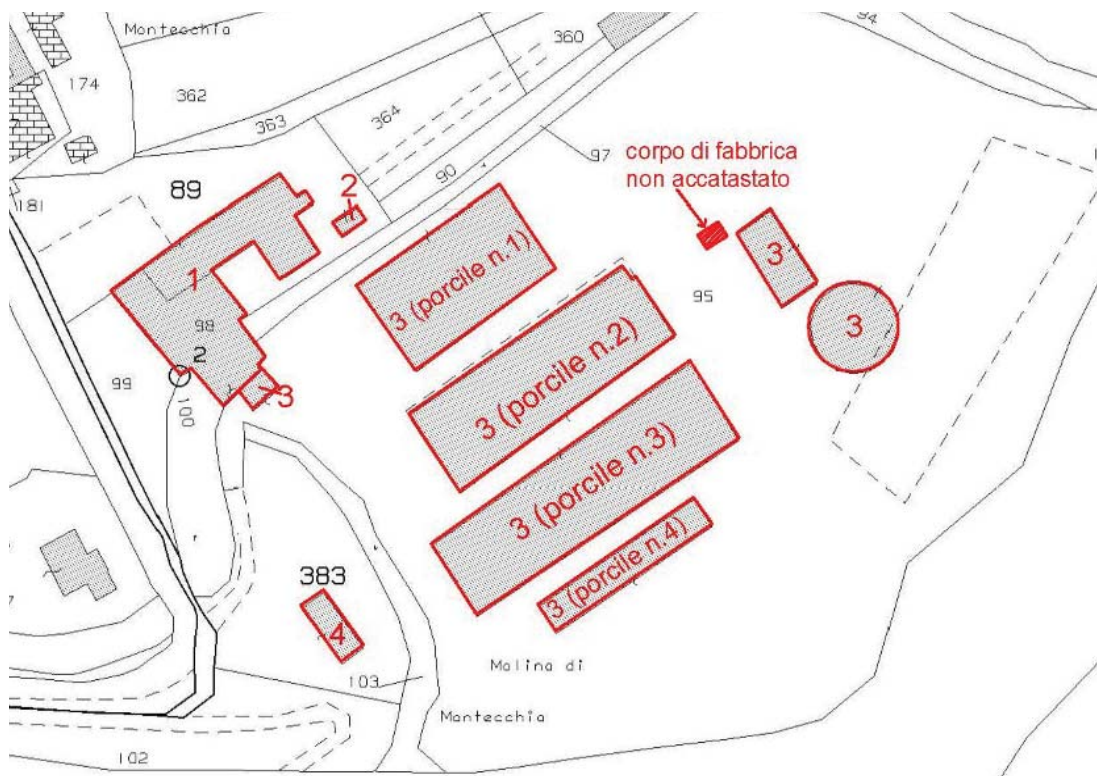 Montecchia
94
360
174
362
363
364
97
corpo di fabbrica
non accatastato
90
89
181
2
1
3 (porcile n.1)
3
95
3
98
3 (porcile n.2)
2
99
3
100
3 (porcile n.3)
3 (porcile n.4)
383
4
Molina di
103
Montecchia
102